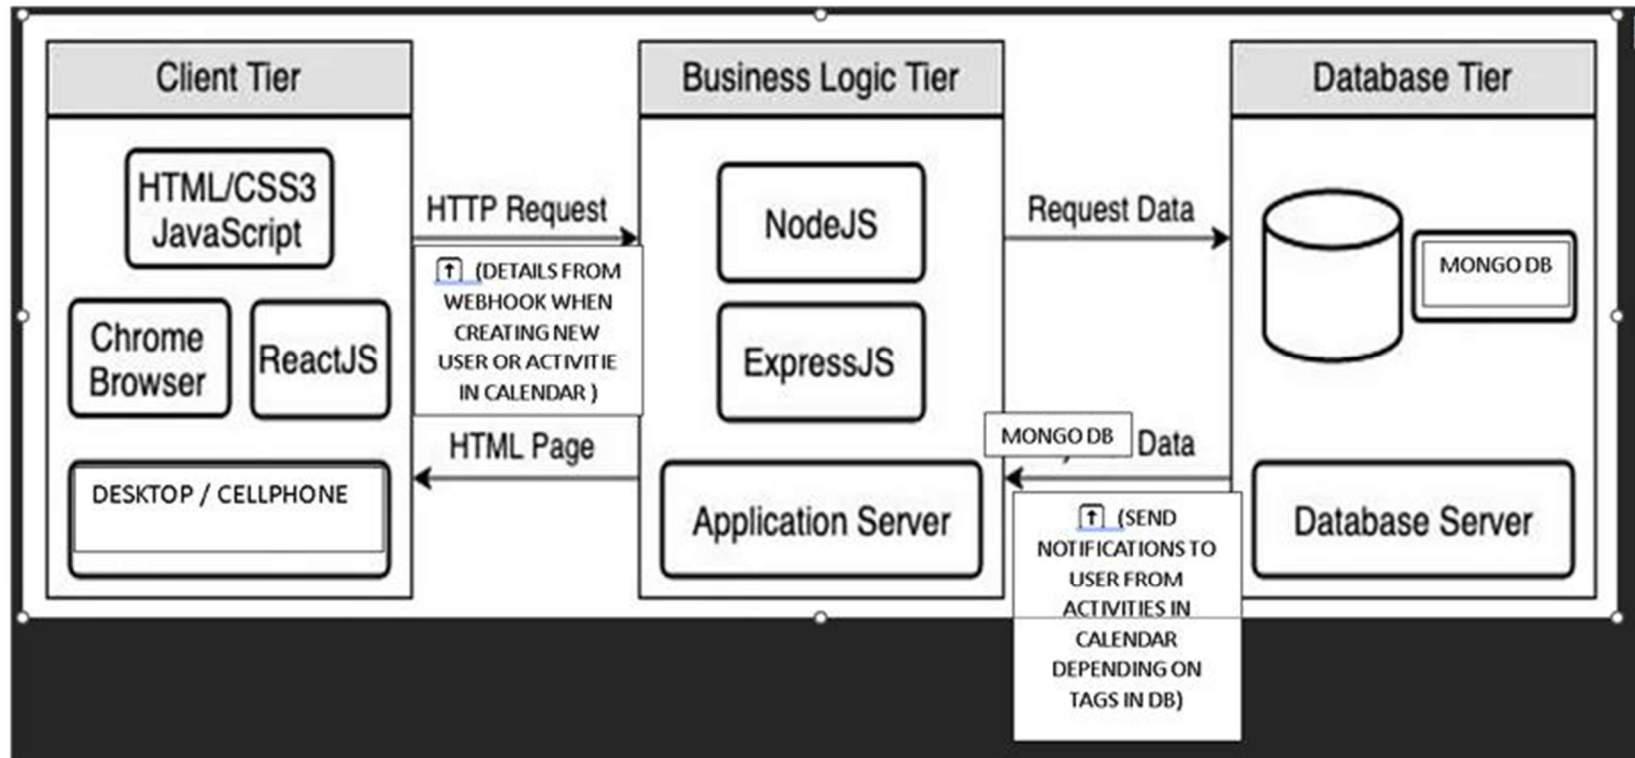 Client Tier
HTML/CSS3
JavaScript
Chrome
Browser
ReactJS
DESKTOP / CELLPHONE
HTTP Request
(DETAILS FROM
WEBHOOK WHEN
CREATING NEW
USER OR ACTIVITIE
IN CALENDAR )
HTML Page
Business Logic Tier
NodeJS
ExpressJS
Application Server
Request Data
MONGO DB Data
(SEND
NOTIFICATIONS TO
USER FROM
ACTIVITIES IN
CALENDAR
DEPENDING ON
TAGS IN DB)
Database Tier
MONGO DB
Database Server